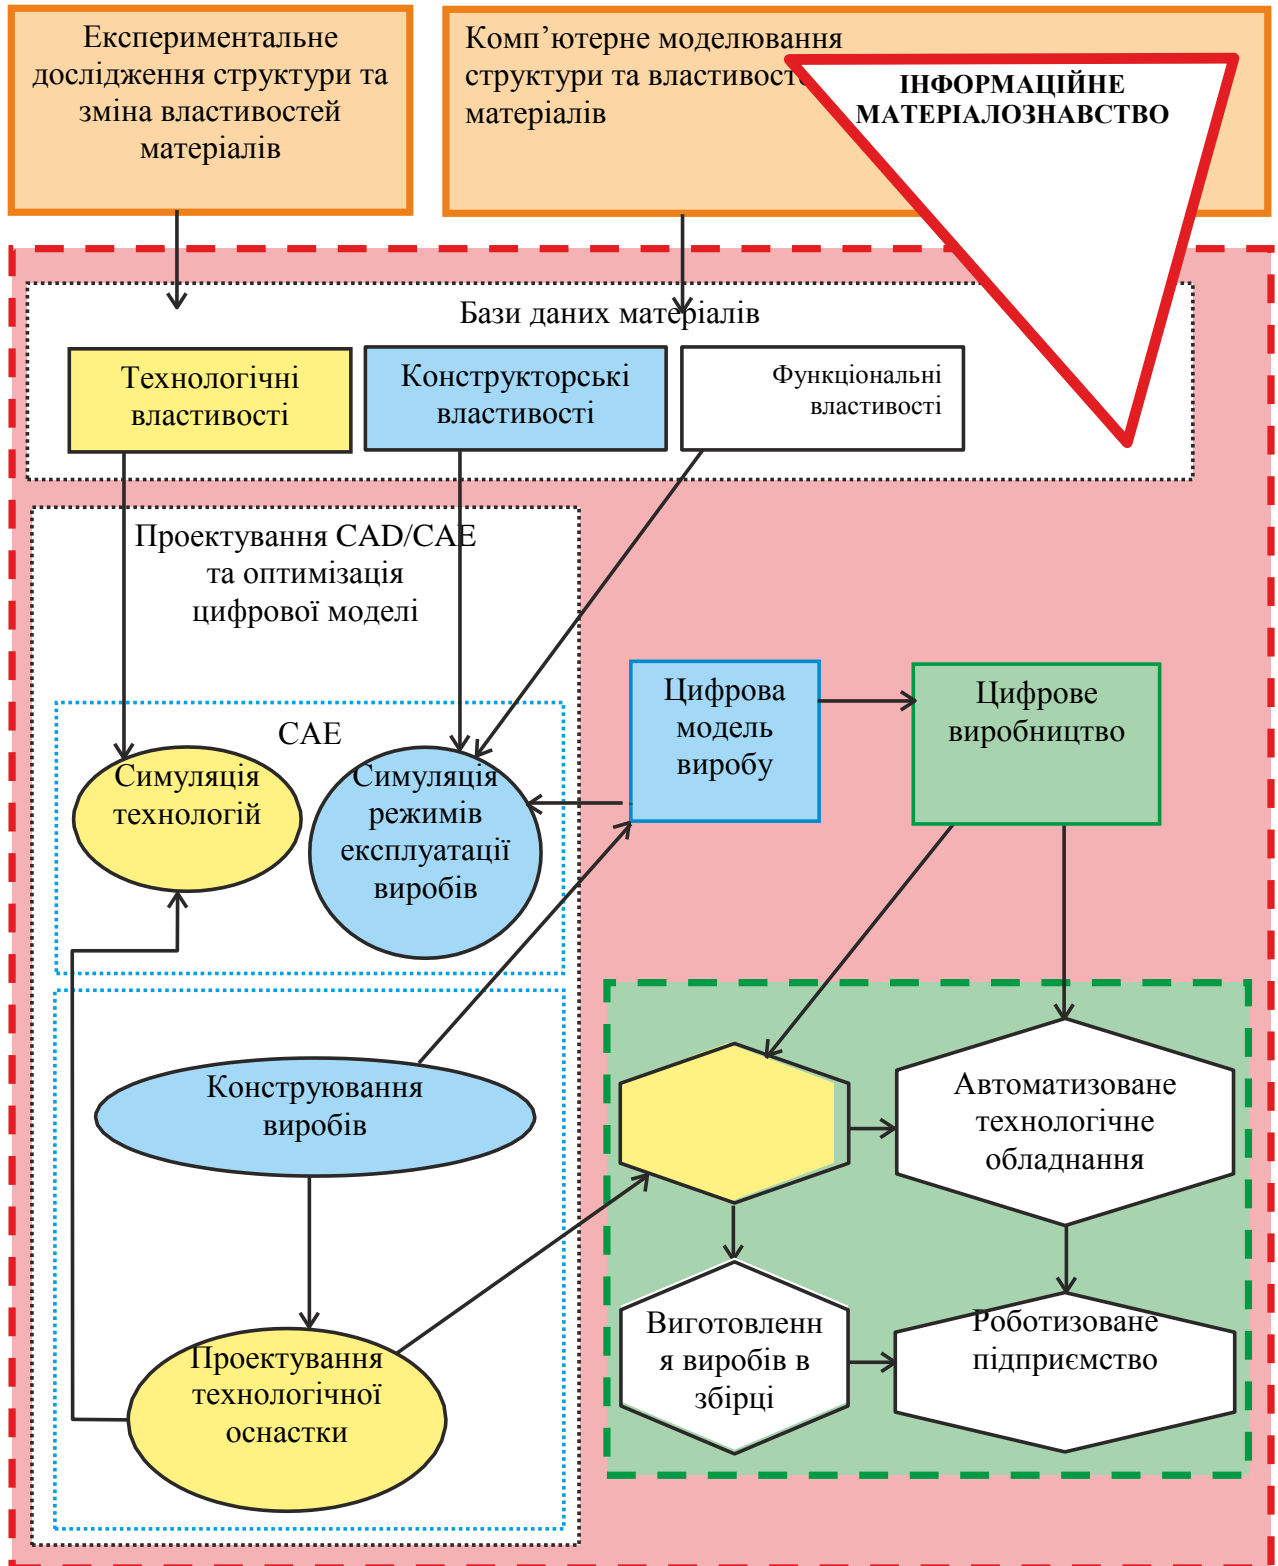 Експериментальне
дослідження структури та
зміна властивостей
матеріалів
Комп’ютерне моделювання
структури та властивост
матеріалів
ІНФОРМАЦІЙНЕ
МАТЕРІАЛОЗНАВСТВО
Бази даних матеріалів
Технологічні
властивості
Конструкторські
властивості
Функціональні
властивості
Проектування CAD/CAE
та оптимізація
цифрової моделі
CAE
Симуляція
технологій
Симуляція
режимів
експлуатації
виробів
Цифрова
модель
виробу
Цифрове
виробництво
Конструювання
виробів
Проектування
технологічної
оснастки
Автоматизоване
технологічне
обладнання
Виготовленн
я виробів в
збірці
Роботизоване
підприємство